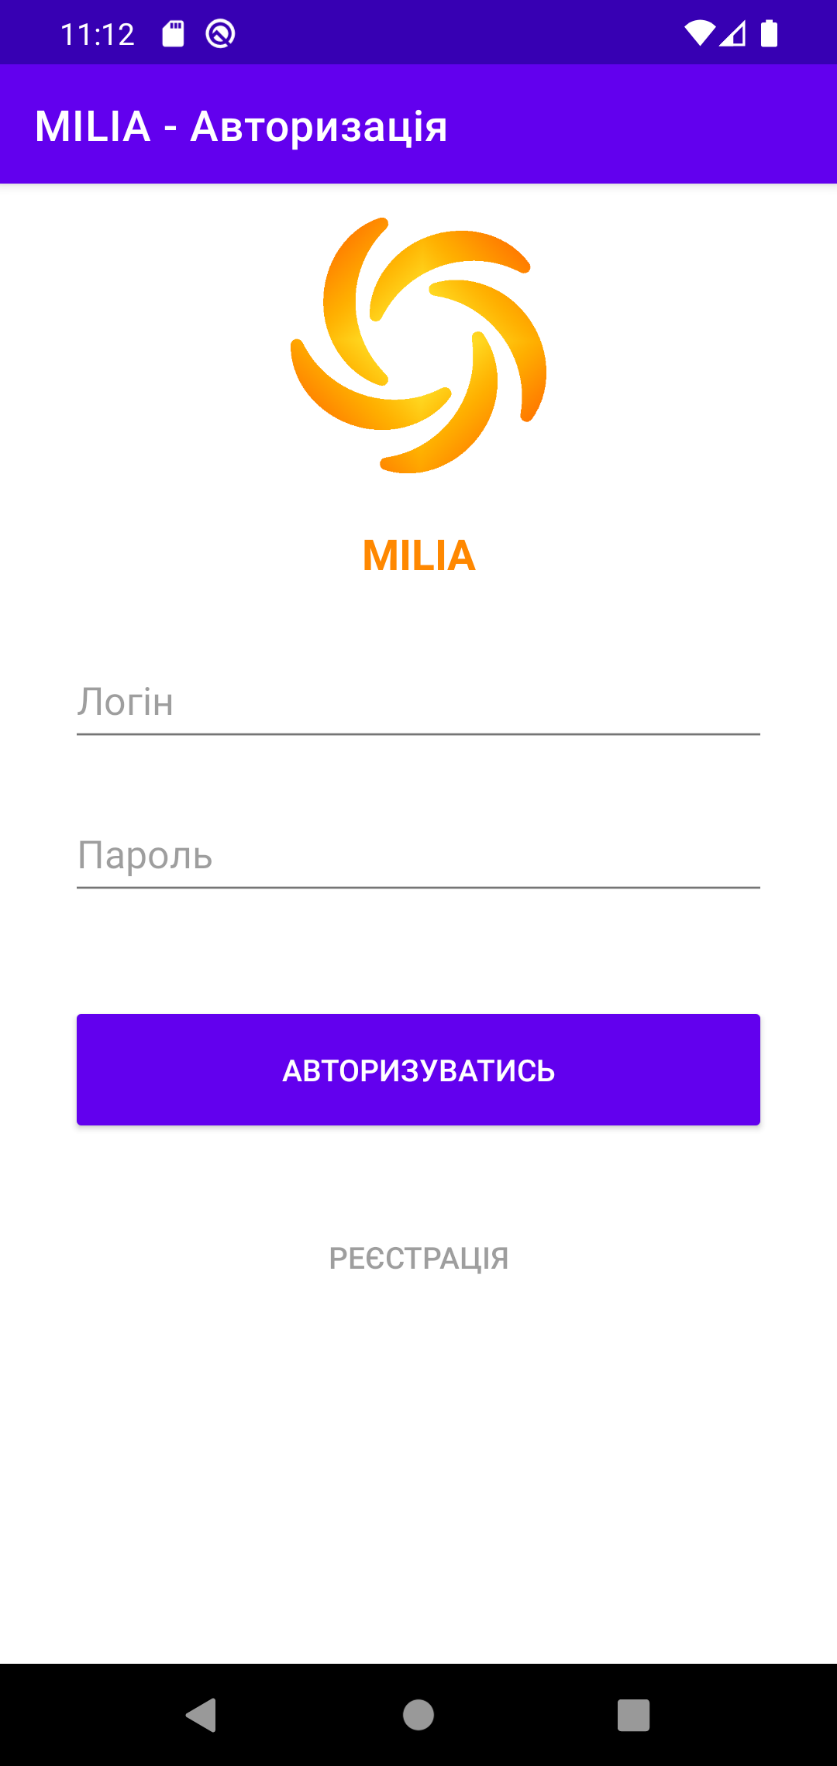 11:12
MILIA - Авторизація
MILIA
Логін
Пароль
АВТОРИЗУВАТИСЬ
РЕЄСТРАЦІЯ